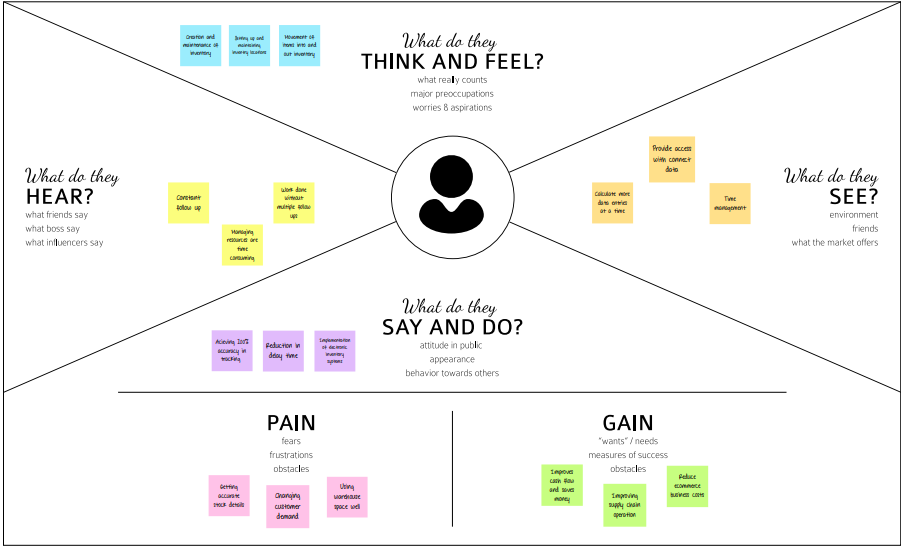 Creation and
maintenance of
inventory
Setting up and
maintaining
inventory locations
Movement of
items into and
out inventory
What do they
THINK AND FEEL?
what really counts
major preoccupations
worries & aspirations
What do they
HEAR?
what friends say
what boss say
what influencers say
Constant
follow up
Work done
without
multiple follow
ups
Managing
resources are
time
consuming
Provide access
with connect
data
Calculate more
data entries
at a time
Time
management
What do they
SEE?
environment
friends
what the market offers
What do they
SAY AND DO?
attitude in public
appearance
behavior towards others
Acieving 100%
accuracy in
tracking
Reduction in
delay time
Implementation
of electronic
inventory
systems
PAIN
fears
frustrations
obstacles
Getting
accurate
stock details
Changing
customer
demand
Using
warehouse
space well
GAIN
"wants" / needs
measures of success
obstacles
Improves
cash flow
and saves
money
Improving
supply chain
operation
Reduce
ecommerce
business costs